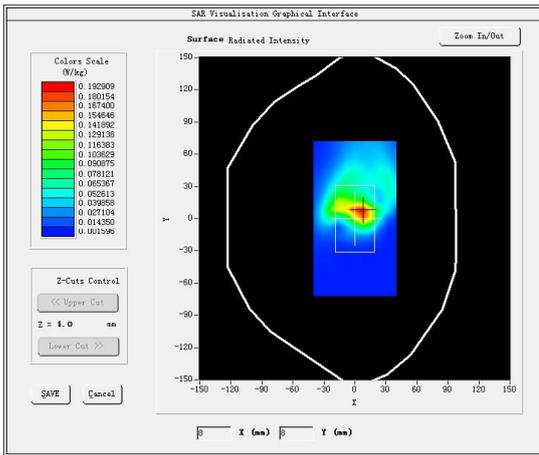 SAR Visualisation Graphical Interface
Surface Radiated Intensity
Zoom In/Out
Colors Scale
(W/kg)
0.192909
0.180154
0.167400
0.154646
0.141892
0.129138
0.116383
0.103629
0.090875
0.078121
0.065367
0.052613
0.039858
0.027104
0.014350
0.001596
150
120
90
60
30
0
-30
-60
-90
-120
-150
Y
-150 -120 -90 -60 -30 0 30 60 90 120 150
X
Z-Cuts Control
<< Upper Cut
Z = 4.0 mm
Lower Cut >>
SAVE Cancel
8 X (mm) 8 Y (mm)